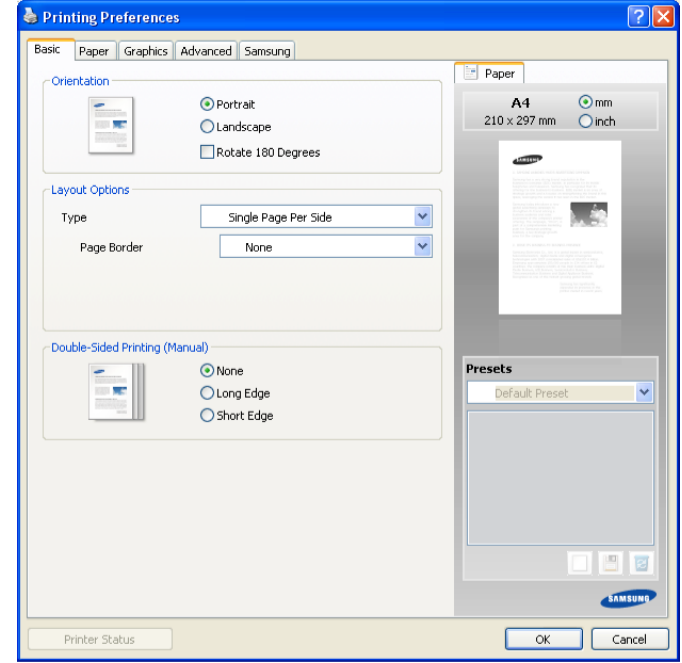 Printing Preferences
Basic Paper Graphics Advanced Samsung
Orientation
Portrait
Landscape
Rotate 180 Degrees
Layout Options
Type Single Page Per Side
Page Border None
Double-Sided Printing (Manual)
None
Long Edge
Short Edge
Paper
A4 mm
210 x 297 mm inch
SAMSUNG
Presets
Default Preset
SAMSUNG
Printer Status OK Cancel